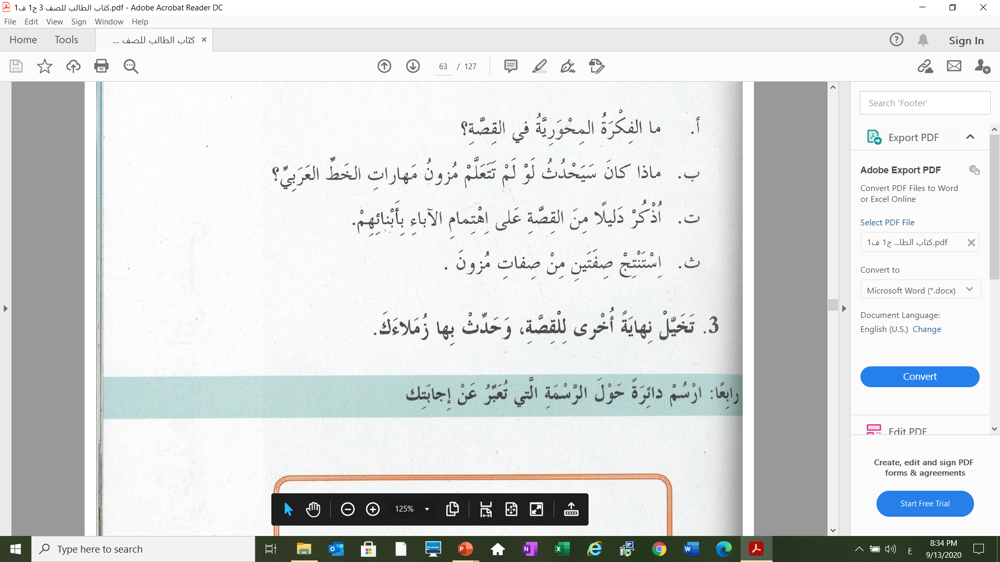 كتاب الطالب للصف 3 ج1 ف1.pdf - Adobe Acrobat Reader DC
File Edit View Sign Window Help
Home Tools كتاب الطالب للصف ... Sign In
63 / 127
أ. ما الفِكْرَةُ المِحْوَرِيَّةُ في القِصَّةِ؟
ب. ماذا كانَ سَيَحْدُثُ لَوْ لَمْ تَتَعَلَّمْ مُزونُ مَهاراتِ الخَطِّ العَرَبِيِّ؟
ت. اُذْكُرْ دَليلًا مِنَ القِصَّةِ عَلى اِهْتِمامِ الآباءِ بِأَبْنائِهِمْ.
ث. اِسْتَنْتِجْ صِفَتَينِ مِنْ صِفاتِ مُزونَ .
3. تَخَيَّلْ نِهايَةً أُخْرى لِلْقِصَّةِ، وَحَدِّثْ بِها زُمَلاءَكَ.
رابِعًا: ارْسُمْ دائِرَةً حَوْلَ الرَّسْمَةِ الَّتي تُعَبِّرُ عَنْ إجابَتِك
125%
Search 'Footer'
Export PDF
Adobe Export PDF
Convert PDF Files to Word
or Excel Online
Select PDF File
كتاب الطا... ج1 ف1.pdf
Convert to
Microsoft Word (*.docx)
Document Language:
English (U.S.) Change
Convert
Edit PDF
Create, edit and sign PDF
forms & agreements
Start Free Trial
Type here to search
ع
8:34 PM
9/13/2020